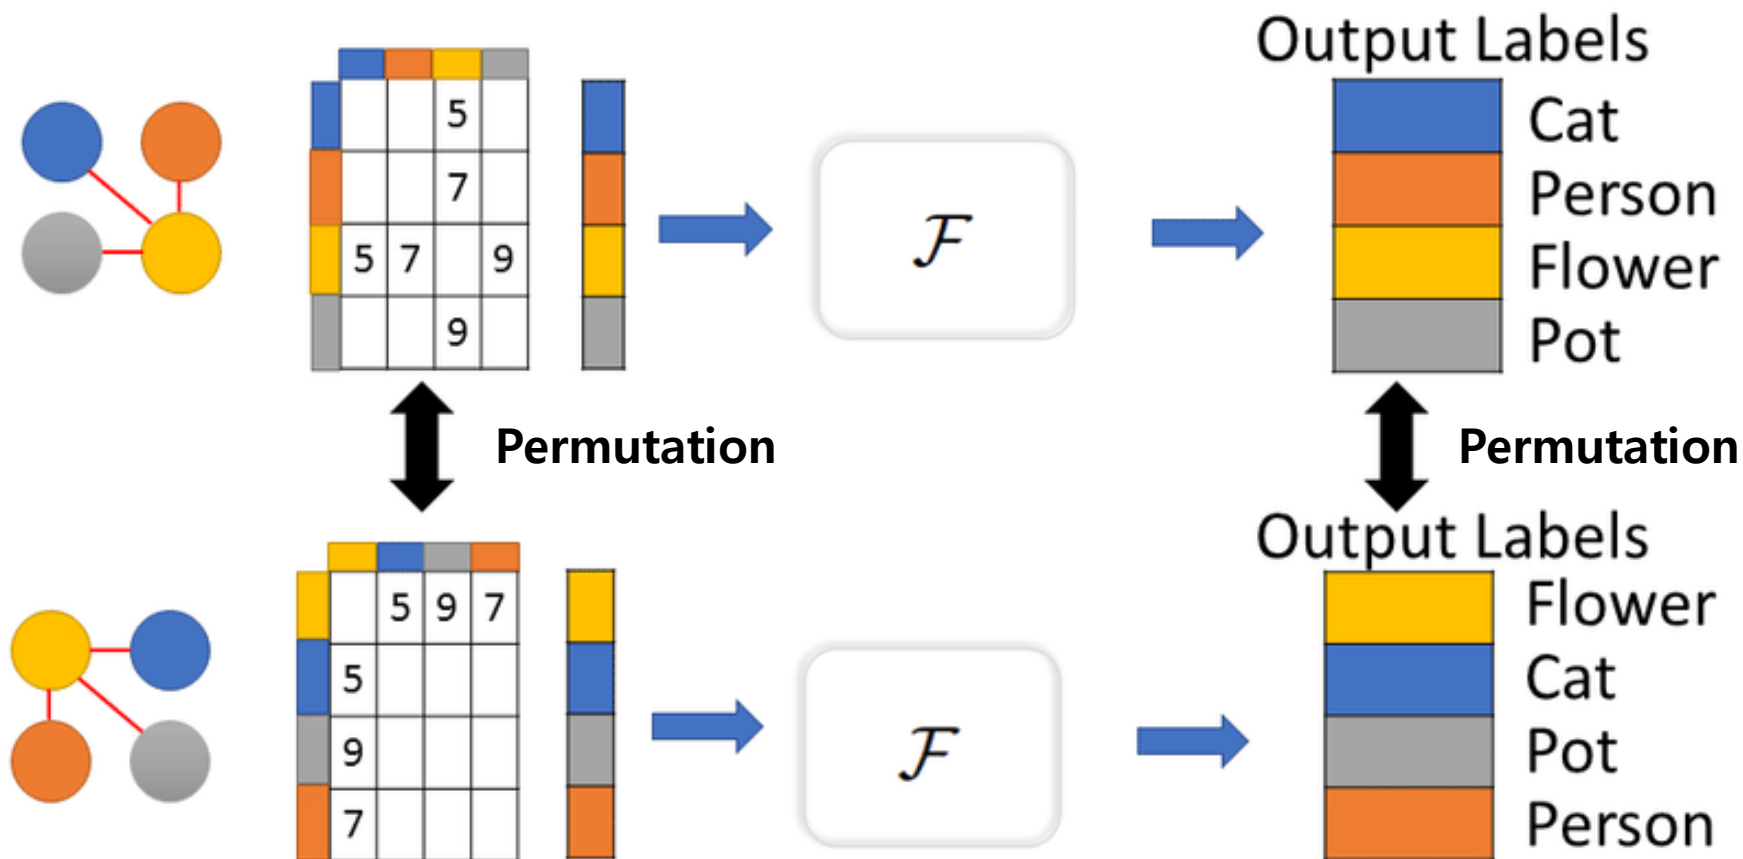 Output Labels
5
Cat
7
Person
5 7 9
Flower
9
Pot
ℱ
Permutation
Permutation
Output Labels
5 9 7
Flower
5
Cat
9
Pot
7
Person
ℱ